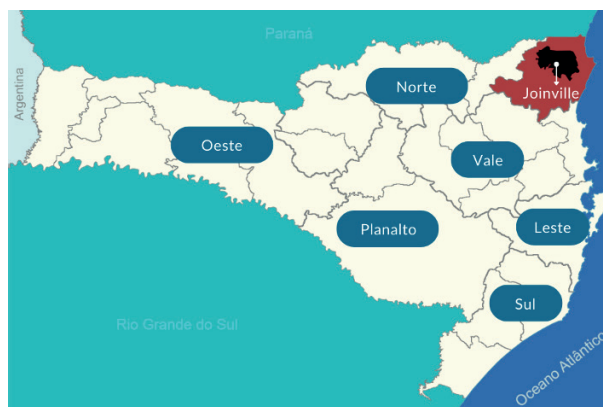 Paraná
Argentina
Norte
Joinville
Oeste
Vale
Planalto
Leste
Sul
Rio Grande do Sul
Oceano Atlântico